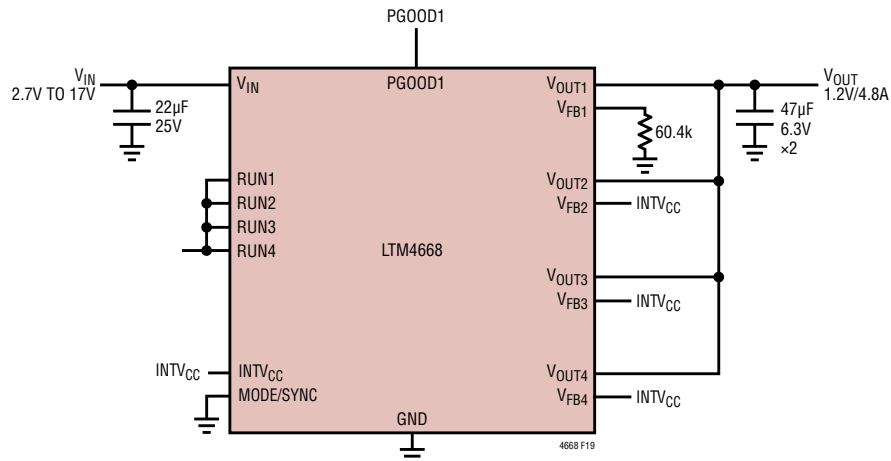 PGOOD1
V_IN
2.7V TO 17V
22µF
25V
V_IN
PGOOD1
V_OUT1
V_FB1
60.4k
V_OUT
1.2V/4.8A
47µF
6.3V
×2
RUN1
RUN2
RUN3
RUN4
V_OUT2
V_FB2
INTV_CC
LTM4668
V_OUT3
V_FB3
INTV_CC
INTV_CC
INTV_CC
MODE/SYNC
V_OUT4
V_FB4
INTV_CC
GND
4668 F19